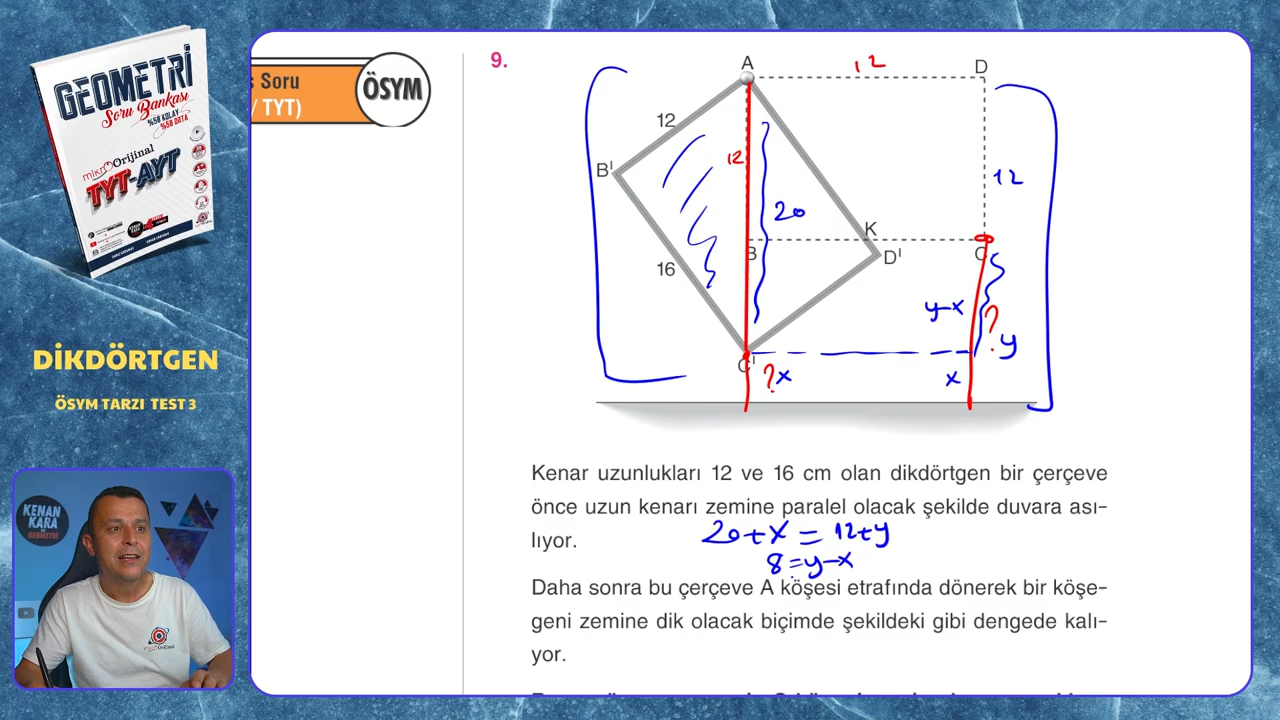 GEOMETRİ
Soru Bankası
%50 KOLAY
%50 ORTA
mikro Orijinal
TYT-AYT
DİKDÖRTGEN
ÖSYM TARZI TEST 3
KENAN
KARA
GEOMETRİ
Soru
/ TYT)
ÖSYM
9.
A
12
D
12
B'
12
12
20
K
B
D'
C
16
y-x
?
y
C'
?x
x
Kenar uzunlukları 12 ve 16 cm olan dikdörtgen bir çerçeve
önce uzun kenarı zemine paralel olacak şekilde duvara ası-
lıyor.
20+x = 12+y
8=y-x
Daha sonra bu çerçeve A köşesi etrafında dönerek bir köşe-
geni zemine dik olacak biçimde şekildeki gibi dengede kalı-
yor.